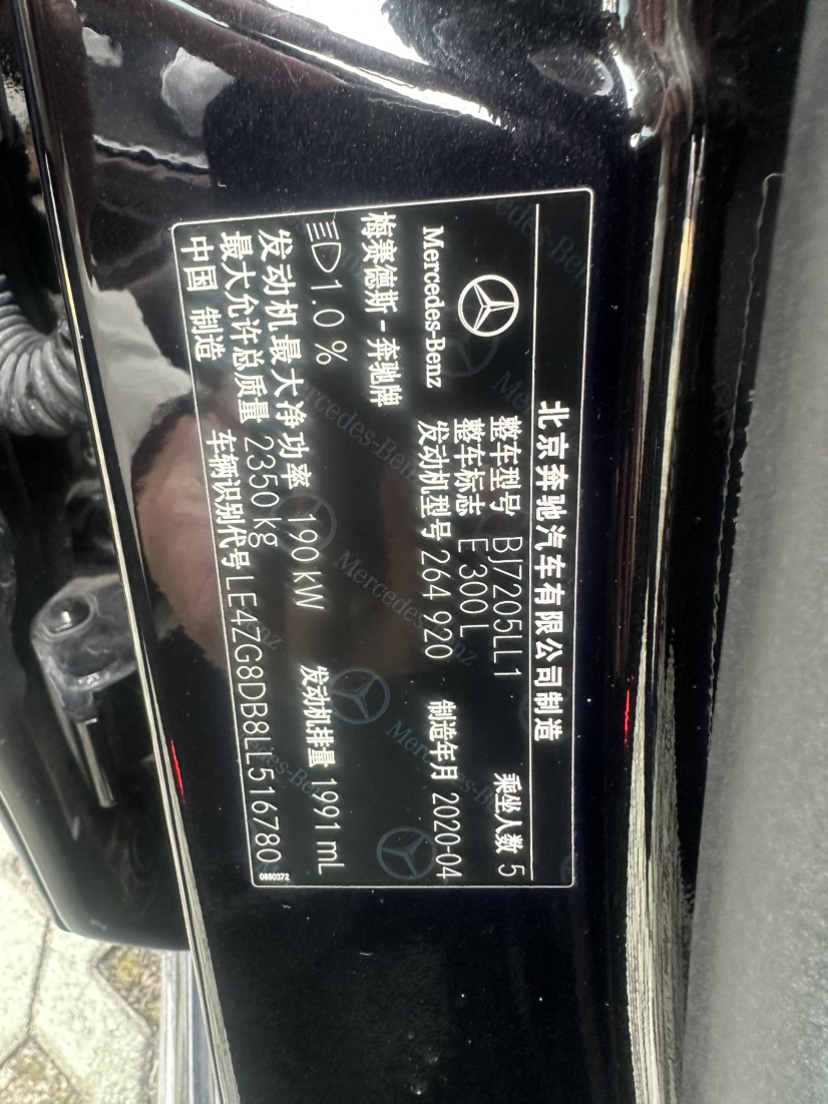 北京奔驰汽车有限公司制造
整车型号 BJ7205LL1 乘坐人数 5
整车标志 E 300 L
Mercedes-Benz 发动机型号 264 920 制造年月 2020-04
梅赛德斯-奔驰牌
1.0 %
发动机最大净功率 190 kW 发动机排量 1991 mL
最大允许总质量 2350 kg
中国 制造 车辆识别代号 LE4ZG8DB8LL516780
0890372